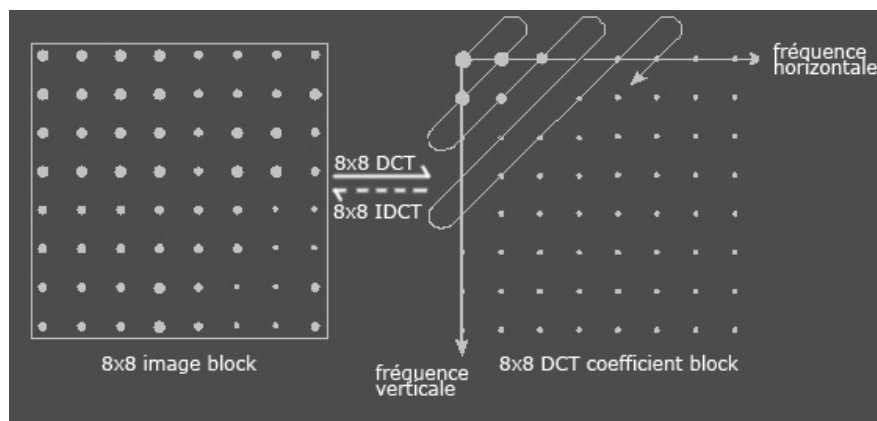 fréquence
horizontale
8x8 DCT
8x8 IDCT
8x8 image block
fréquence
verticale
8x8 DCT coefficient block